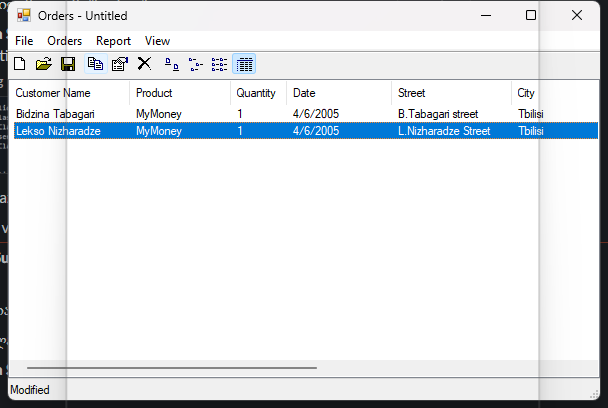 Orders - Untitled
File Orders Report View
Customer Name Product Quantity Date Street City
Bidzina Tabagari MyMoney 1 4/6/2005 B.Tabagari street Tbilisi
Lekso Nizharadze MyMoney 1 4/6/2005 L.Nizharadze Street Tbilisi
Modified